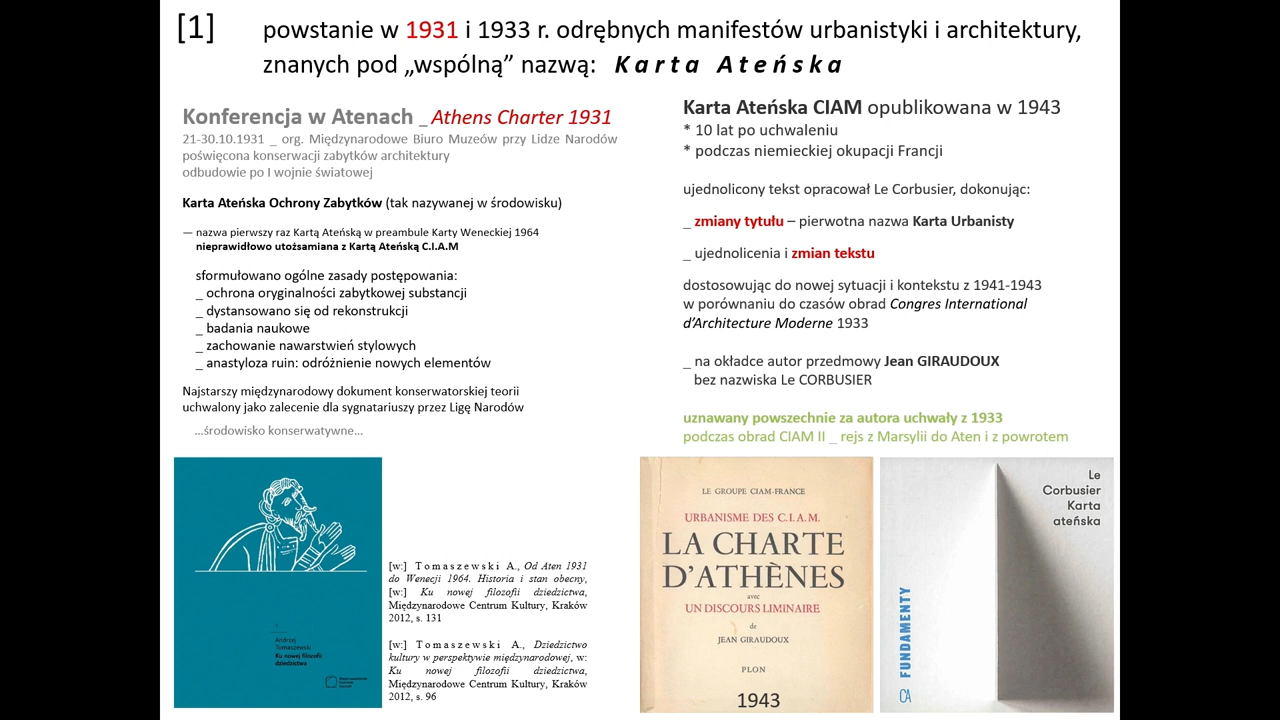 [1] powstanie w 1931 i 1933 r. odrębnych manifestów urbanistyki i architektury,
znanych pod „wspólną” nazwą: Karta Ateńska
Konferencja w Atenach _ Athens Charter 1931
21-30.10.1931 _ org. Międzynarodowe Biuro Muzeów przy Lidze Narodów
poświęcona konserwacji zabytków architektury
odbudowie po I wojnie światowej
Karta Ateńska Ochrony Zabytków (tak nazywanej w środowisku)
— nazwa pierwszy raz Kartą Ateńską w preambule Karty Weneckiej 1964
nieprawidłowo utożsamiana z Kartą Ateńską C.I.A.M
sformułowano ogólne zasady postępowania:
_ ochrona oryginalności zabytkowej substancji
_ dystansowano się od rekonstrukcji
_ badania naukowe
_ zachowanie nawarstwień stylowych
_ anastyloza ruin: odróżnienie nowych elementów
Najstarszy międzynarodowy dokument konserwatorskiej teorii
uchwalony jako zalecenie dla sygnatariuszy przez Ligę Narodów
...środowisko konserwatywne...
Andrzej
Tomaszewski
Ku nowej filozofii
dziedzictwa
[w:] Tomaszewski A., Od Aten 1931
do Wenecji 1964. Historia i stan obecny,
[w:] Ku nowej filozofii dziedzictwa,
Międzynarodowe Centrum Kultury, Kraków
2012, s. 131
[w:] Tomaszewski A., Dziedzictwo
kultury w perspektywie międzynarodowej, w:
Ku nowej filozofii dziedzictwa,
Międzynarodowe Centrum Kultury, Kraków
2012, s. 96
Karta Ateńska CIAM opublikowana w 1943
* 10 lat po uchwaleniu
* podczas niemieckiej okupacji Francji
ujednolicony tekst opracował Le Corbusier, dokonując:
_ zmiany tytułu – pierwotna nazwa Karta Urbanisty
_ ujednolicenia i zmian tekstu
dostosowując do nowej sytuacji i kontekstu z 1941-1943
w porównaniu do czasów obrad Congres International
d’Architecture Moderne 1933
_ na okładce autor przedmowy Jean GIRAUDOUX
bez nazwiska Le CORBUSIER
uznawany powszechnie za autora uchwały z 1933
podczas obrad CIAM II _ rejs z Marsylii do Aten i z powrotem
LE GROUPE CIAM-FRANCE
URBANISME DES C.I.A.M.
LA CHARTE
D’ATHÈNES
avec
UN DISCOURS LIMINAIRE
de
JEAN GIRAUDOUX
PLON
1943
Le
Corbusier
Karta
ateńska
FUNDAMENTY
CA